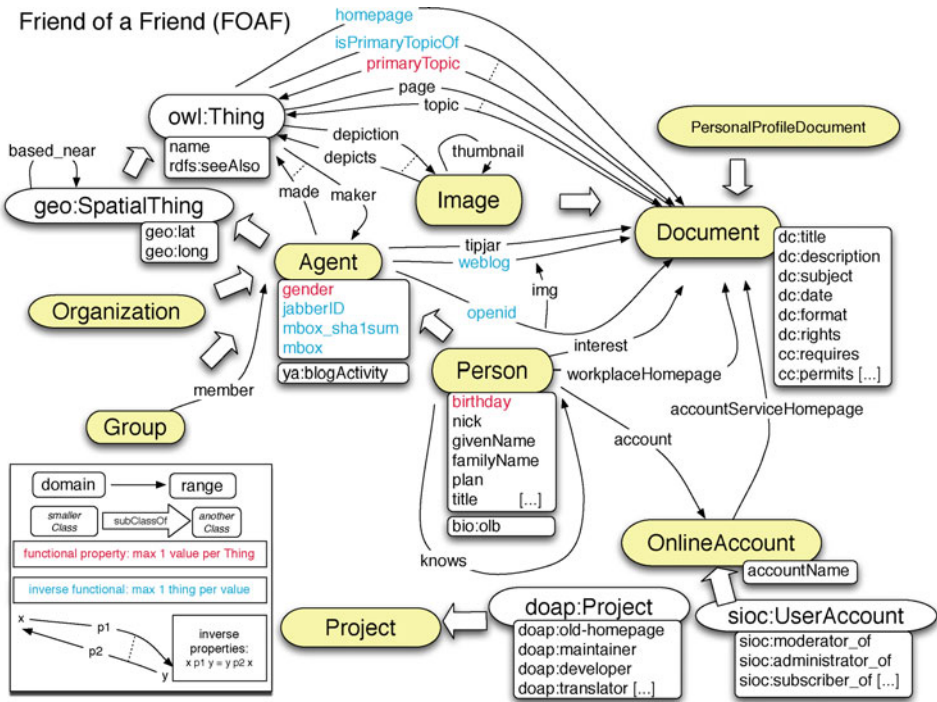 Friend of a Friend (FOAF)
homepage
isPrimaryTopicOf
primaryTopic
page
topic
owl:Thing
name
rdfs:seeAlso
depiction
depicts
thumbnail
PersonalProfileDocument
based_near
made
maker
Image
geo:SpatialThing
geo:lat
geo:long
Document
dc:title
dc:description
dc:subject
dc:date
dc:format
dc:rights
cc:requires
cc:permits [...]
tipjar
weblog
Agent
gender
jabberID
mbox_sha1sum
mbox
ya:blogActivity
img
openid
Organization
interest
member
Person
workplaceHomepage
birthday
nick
givenName
familyName
plan
title [...]
bio:olb
accountServiceHomepage
Group
account
knows
OnlineAccount
accountName
domain
range
smaller
Class
subClassOf
another
Class
functional property: max 1 value per Thing
inverse functional: max 1 thing per value
x
p1
p2
y
inverse
properties:
x p1 y = y p2 x
Project
doap:Project
doap:old-homepage
doap:maintainer
doap:developer
doap:translator [...]
sioc:UserAccount
sioc:moderator_of
sioc:administrator_of
sioc:subscriber_of [...]